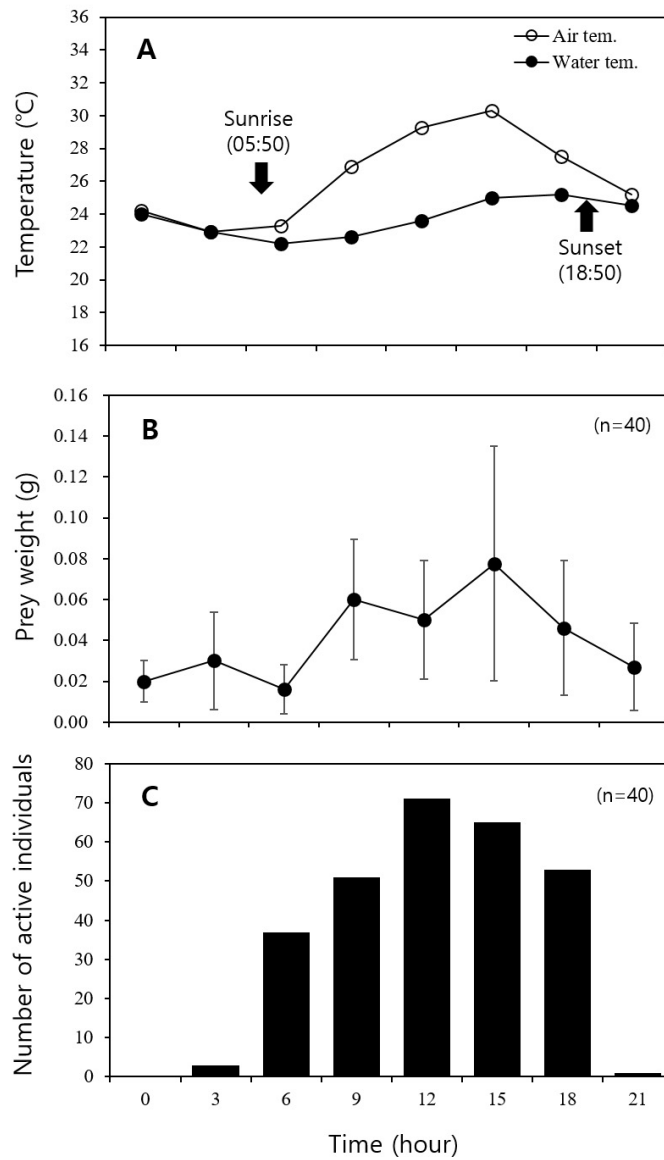 36
34
32
30
28
26
24
22
20
18
16
Temperature (℃)
A
Air tem.
Water tem.
Sunrise
(05:50)
Sunset
(18:50)
0.16
0.14
0.12
0.10
0.08
0.06
0.04
0.02
0.00
Prey weight (g)
B
(n=40)
80
70
60
50
40
30
20
10
0
Number of active individuals
C
(n=40)
0 3 6 9 12 15 18 21
Time (hour)